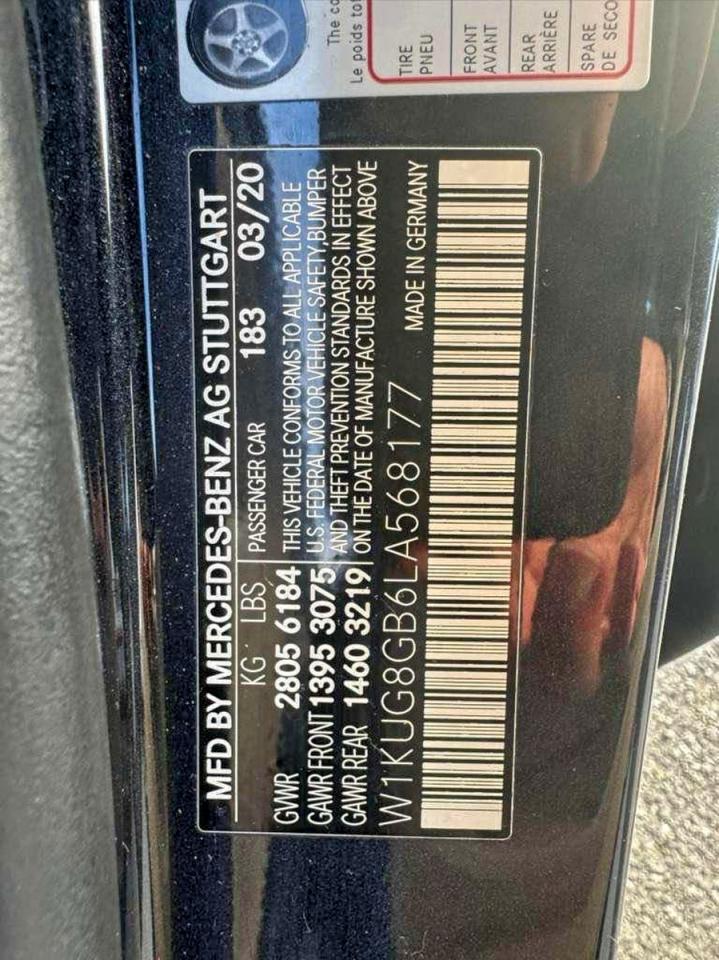 MFD BY MERCEDES-BENZ AG STUTTGART
KG LBS PASSENGER CAR 183 03/20
GVWR 2805 6184 THIS VEHICLE CONFORMS TO ALL APPLICABLE
GAWR FRONT 1395 3075 U.S. FEDERAL MOTOR VEHICLE SAFETY,BUMPER
GAWR REAR 1460 3219 AND THEFT PREVENTION STANDARDS IN EFFECT
ON THE DATE OF MANUFACTURE SHOWN ABOVE
W1KUG8GB6LA568177 MADE IN GERMANY
The
Le poids
TIRE
PNEU
FRONT
AVANT
REAR
ARRIÈRE
SPARE
DE